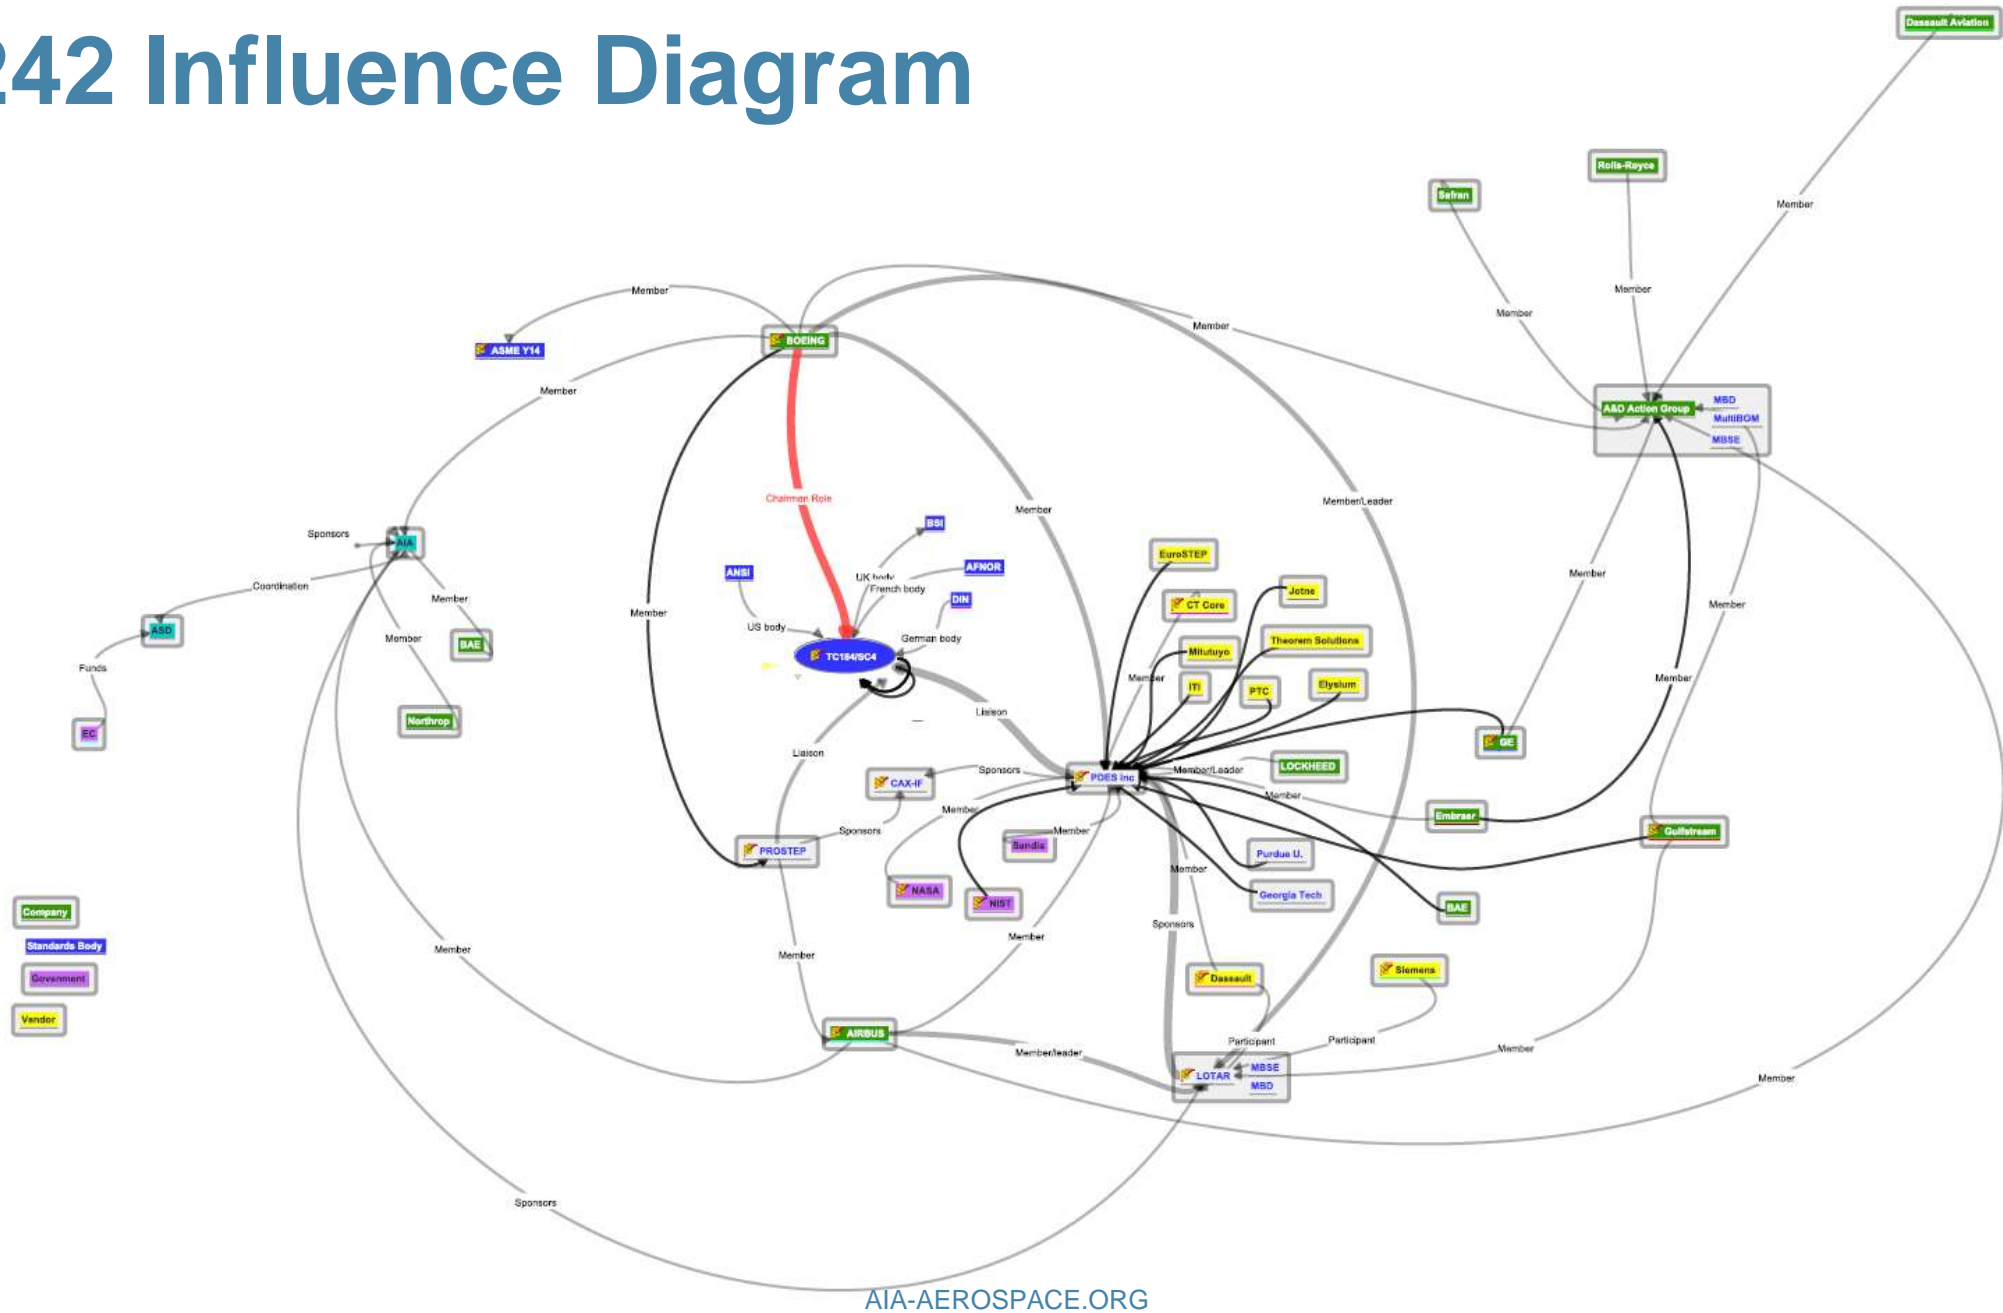 242 Influence Diagram
Dassault Aviation
Rolls-Royce
Safran
Member
Member
Member
Member
Member
BOEING
ASME Y14
Member
A&D Action Group
MBD
MultiBOM
MBSE
Chairman Role
Member
Member/Leader
Sponsors
AIA
BSI
ANSI
UK body
AFNOR
French body
DIN
EuroSTEP
Coordination
Member
CT Core
Jotne
Member
Member
Member
ASD
Member
BAE
US body
German body
TC184/SC4
Mitutoyo
Theorem Solutions
Funds
Member
ITI
PTC
Elysium
Member
EC
Northrop
Liaison
Liaison
GE
CAX-IF
Sponsors
PDES Inc
Member/Leader
LOCKHEED
Member
Member
Embraer
Gulfstream
PROSTEP
Sponsors
Member
Sandia
Purdue U.
Member
NASA
NIST
Georgia Tech
BAE
Company
Standards Body
Govenment
Vendor
Member
Member
Member
Sponsors
Dassault
Siemens
AIRBUS
Member/leader
Participant
Participant
Member
LOTAR
MBSE
MBD
Member
Sponsors
AIA-AEROSPACE.ORG